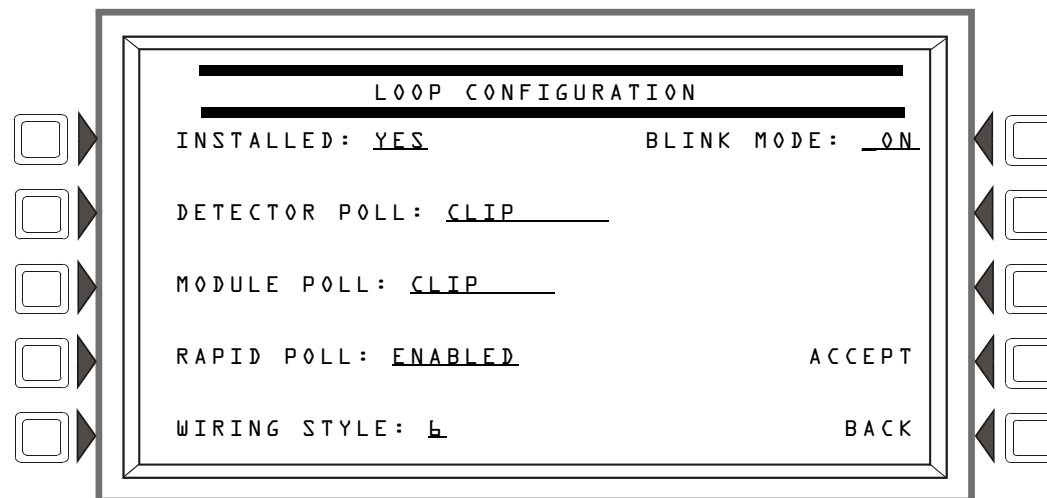 LOOP CONFIGURATION
INSTALLED: YES BLINK MODE: _ON
DETECTOR POLL: CLIP
MODULE POLL: CLIP
RAPID POLL: ENABLED ACCEPT
WIRING STYLE: 6 BACK